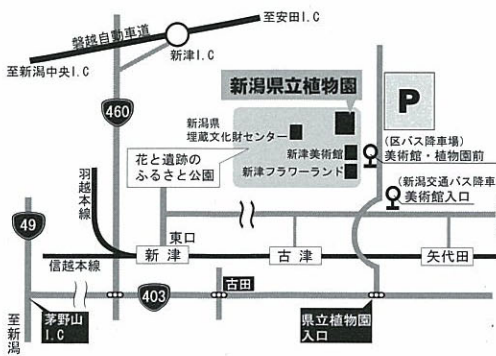 至安田I.C
磐越自動車道
新津I.C
至新潟中央I.C
460
新潟県立植物園
P
新潟県
埋蔵文化財センター
(区バス降車場)
美術館・植物園前
新津美術館
花と遺跡の
ふるさと公園
新津フラワーランド
(新潟交通バス降車
美術館入口
羽越本線
49
東口
新津
古津
矢代田
信越本線
古田
403
至新潟
茅野山
I.C
県立植物園
入口